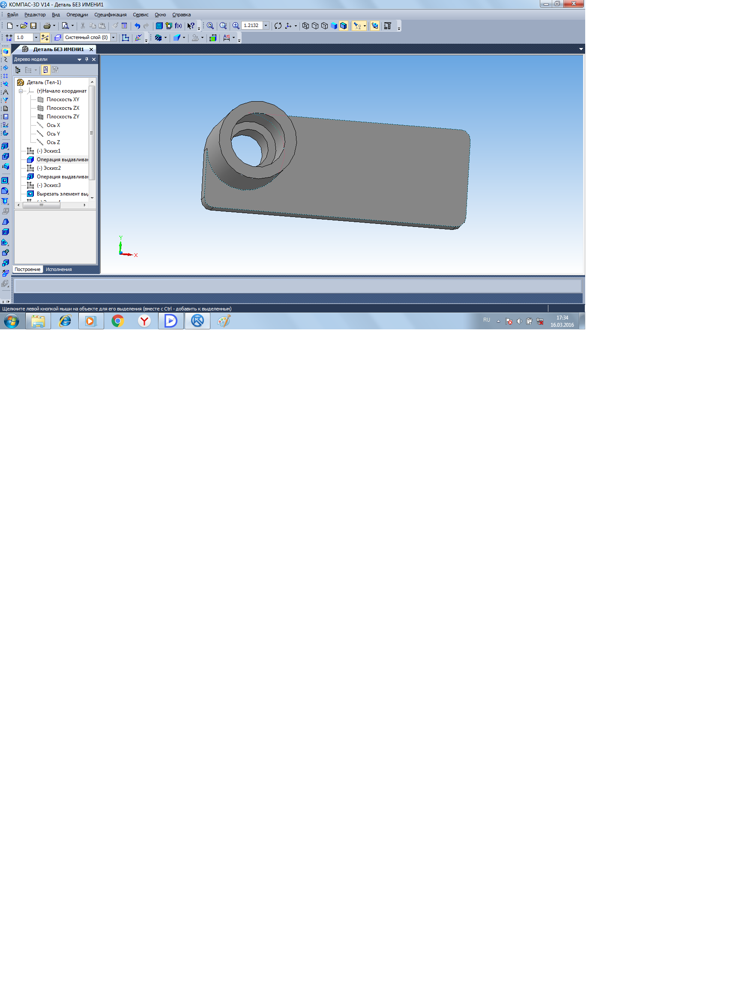 КОМПАС-3D V14 - Деталь БЕЗ ИМЕНИ1
Файл Редактор Вид Операции Спецификация Сервис Окно Справка
f(x) 1.2132
1.0 Системный слой (0)
Деталь БЕЗ ИМЕНИ1
Дерево модели
Деталь (Тел-1)
(т)Начало координат
Плоскость XY
Плоскость ZX
Плоскость ZY
Ось X
Ось Y
Ось Z
(-) Эскиз:1
Операция выдавливан
(-) Эскиз:2
Операция выдавливан
(-) Эскиз:3
Вырезать элемент выд
Y
X
Построение Исполнения
Щелкните левой кнопкой мыши на объекте для его выделения (вместе с Ctrl - добавить к выделенным)
RU 17:34
16.03.2016